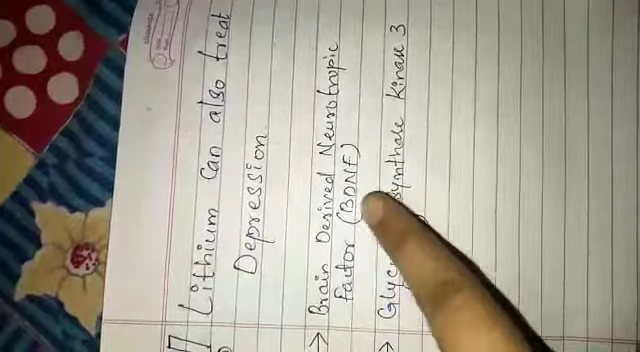 Lithium can also treat
Depression
→ Brain Derived Neurotropic
Factor (BDNF)
→ Glyc synthase Kinase 3